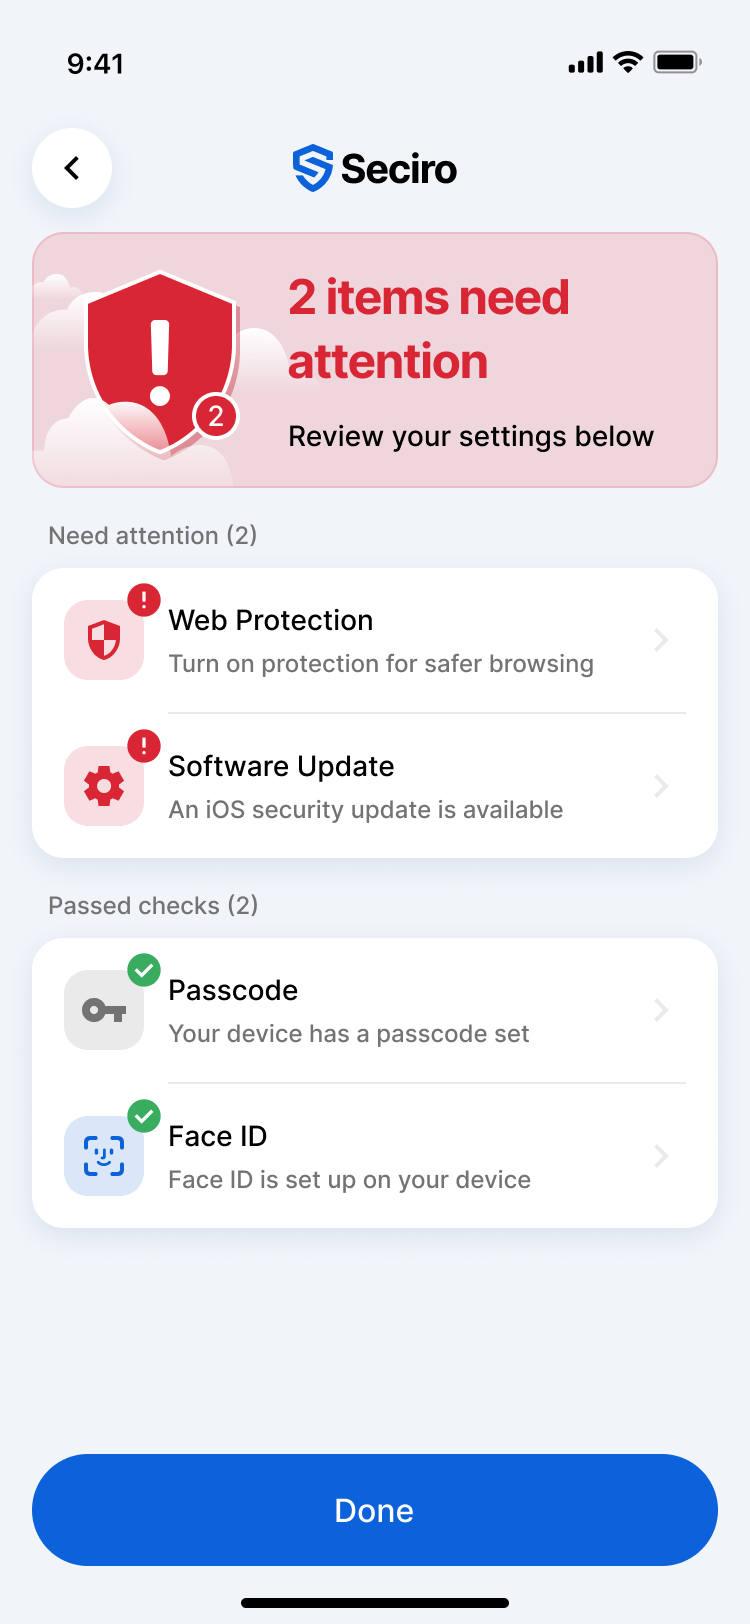 9:41
Seciro
2 items need
attention
2
Review your settings below
Need attention (2)
Web Protection
Turn on protection for safer browsing
Software Update
An iOS security update is available
Passed checks (2)
Passcode
Your device has a passcode set
Face ID
Face ID is set up on your device
Done